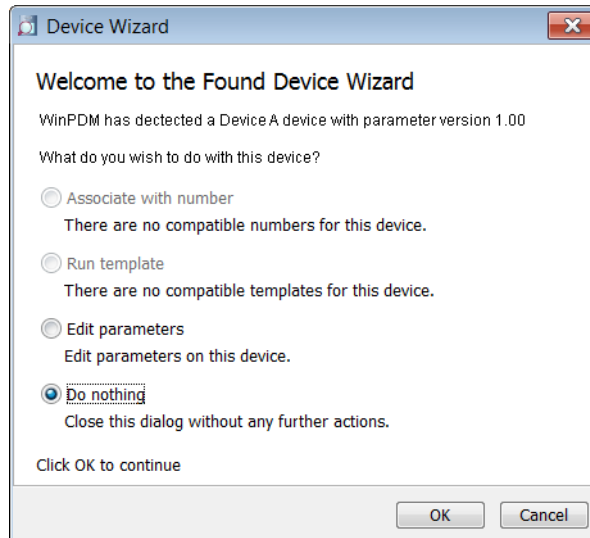 Device Wizard
Welcome to the Found Device Wizard
WinPDM has dectected a Device A device with parameter version 1.00
What do you wish to do with this device?
Associate with number
There are no compatible numbers for this device.
Run template
There are no compatible templates for this device.
Edit parameters
Edit parameters on this device.
Do nothing
Close this dialog without any further actions.
Click OK to continue
OK Cancel